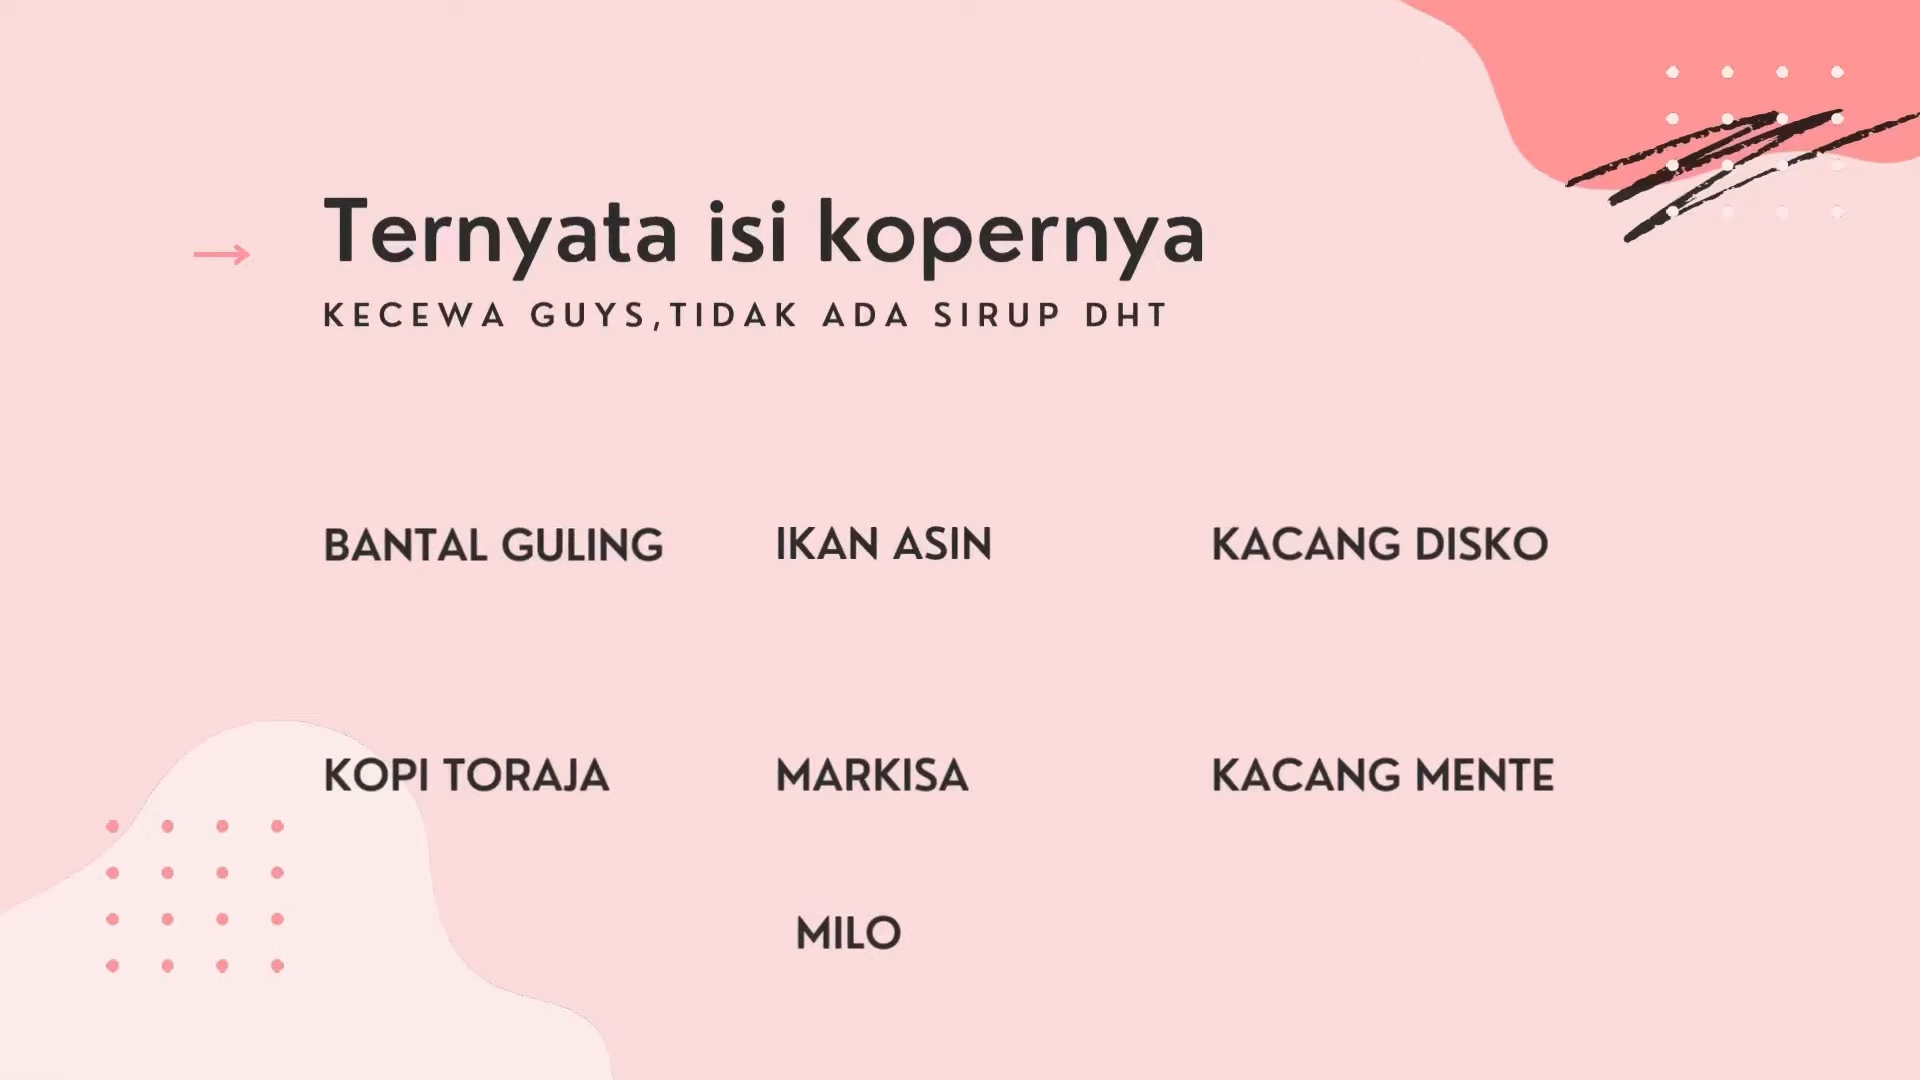 Ternyata isi kopernya
KECEWA GUYS,TIDAK ADA SIRUP DHT
BANTAL GULING
IKAN ASIN
KACANG DISKO
KOPI TORAJA
MARKISA
KACANG MENTE
MILO